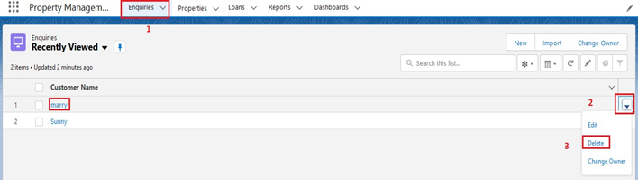 Property Managem... Enquiries Properties Loans Reports Dashboards
1
Enquires
Recently Viewed
New Import Change Owner
2 items • Updated 2 minutes ago
Search this list...
Customer Name
1 marry
2
2 Sunny
Edit
3 Delete
Change Owner